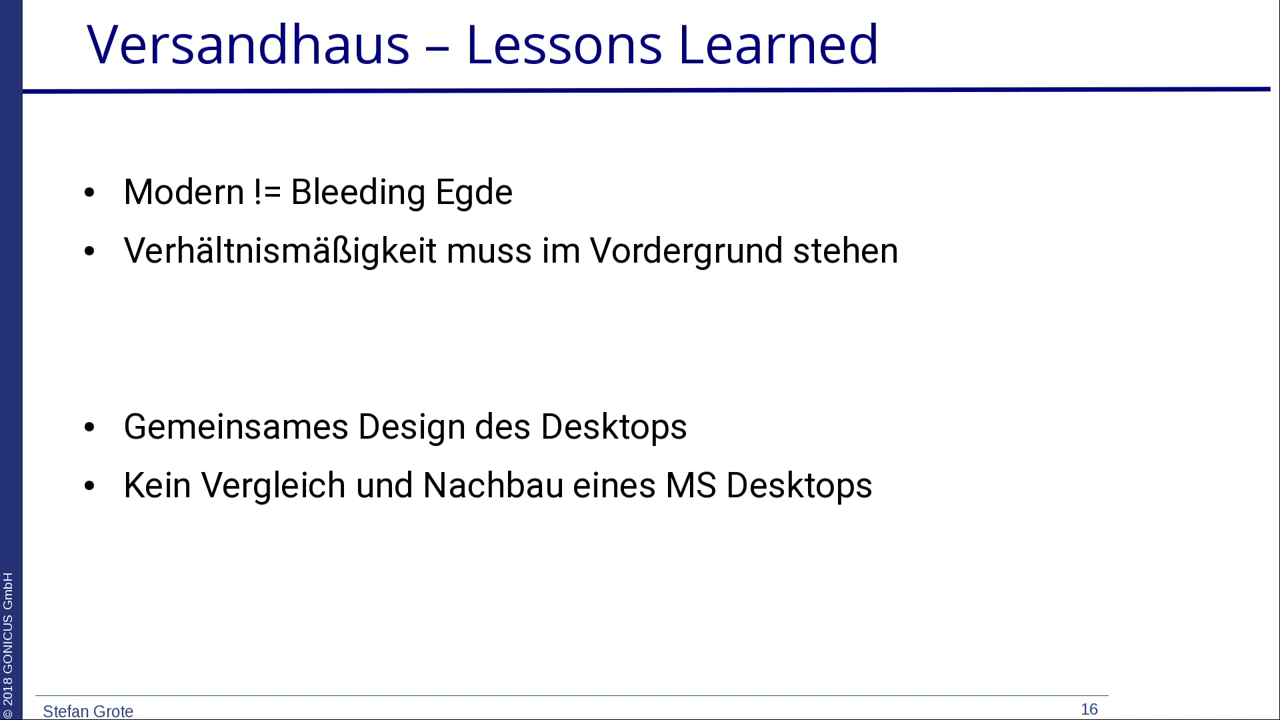 Versandhaus – Lessons Learned
• Modern != Bleeding Egde
• Verhältnismäßigkeit muss im Vordergrund stehen
• Gemeinsames Design des Desktops
• Kein Vergleich und Nachbau eines MS Desktops
© 2018 GONICUS GmbH
Stefan Grote
16